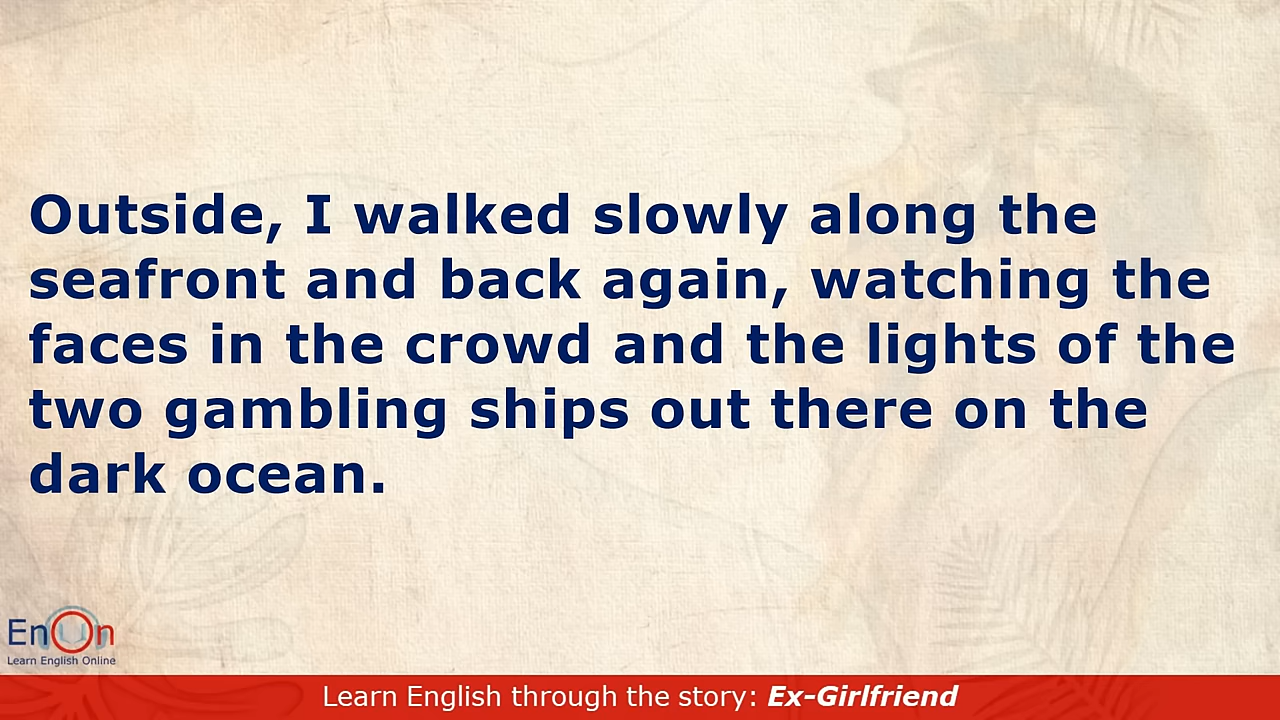 Outside, I walked slowly along the
seafront and back again, watching the
faces in the crowd and the lights of the
two gambling ships out there on the
dark ocean.
EnOn
Learn English Online
Learn English through the story: Ex-Girlfriend